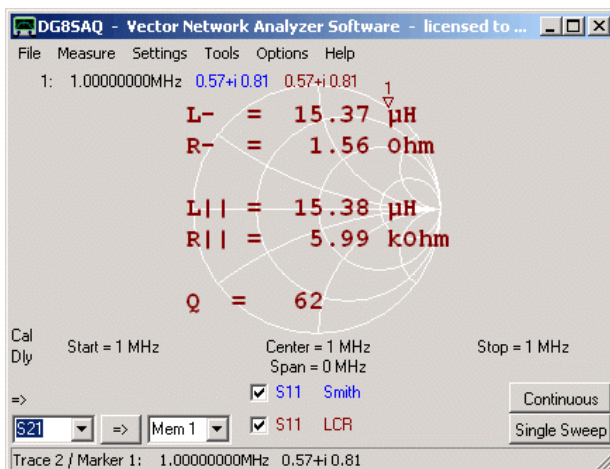 DG8SAQ - Vector Network Analyzer Software - licensed to ...
File Measure Settings Tools Options Help
1: 1.00000000MHz 0.57+i 0.81 0.57+i 0.81
1
L- = 15.37 µH
R- = 1.56 Ohm
L|| = 15.38 µH
R|| = 5.99 kOhm
Q = 62
Cal
Dly
Start = 1 MHz Center = 1 MHz Stop = 1 MHz
Span = 0 MHz
=> S11 Smith Continuous
S21 => Mem 1 S11 LCR Single Sweep
Trace 2 / Marker 1: 1.00000000MHz 0.57+i 0.81